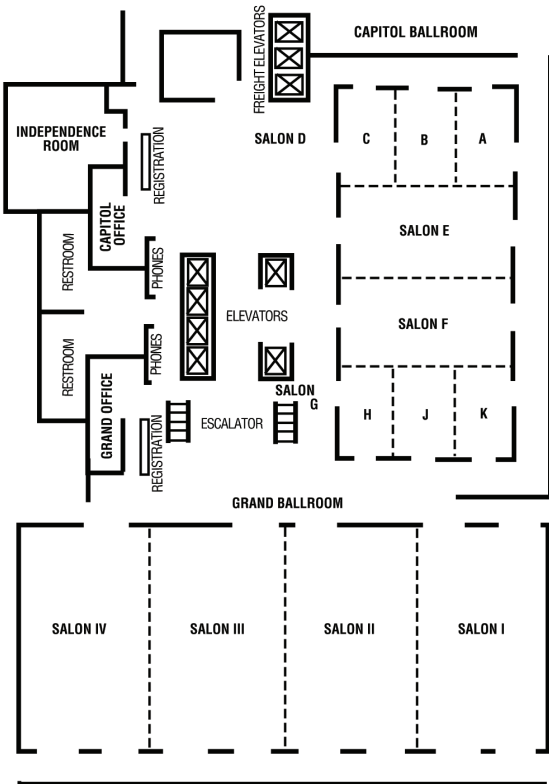 CAPITOL BALLROOM
FREIGHT ELEVATORS
INDEPENDENCE
ROOM
REGISTRATION
SALON D
C
B
A
CAPITOL
OFFICE
RESTROOM
PHONES
SALON E
ELEVATORS
SALON F
RESTROOM
PHONES
GRAND OFFICE
SALON
G
H
J
K
ESCALATOR
REGISTRATION
GRAND BALLROOM
SALON IV
SALON III
SALON II
SALON I